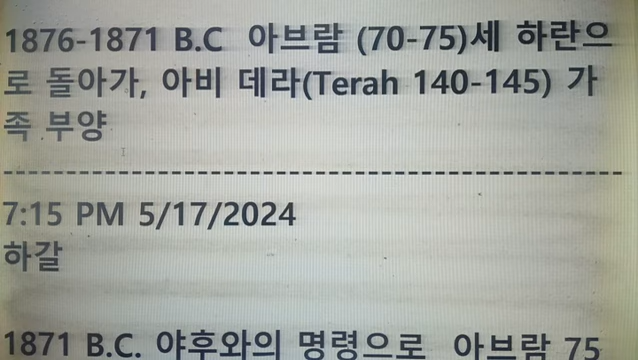 1876-1871 B.C 아브람 (70-75)세 하란으
로 돌아가, 아비 데라(Terah 140-145) 가
족 부양
--------------------------------------------------
7:15 PM 5/17/2024
하갈
1871 B.C. 야후와의 명령으로 아브람 75